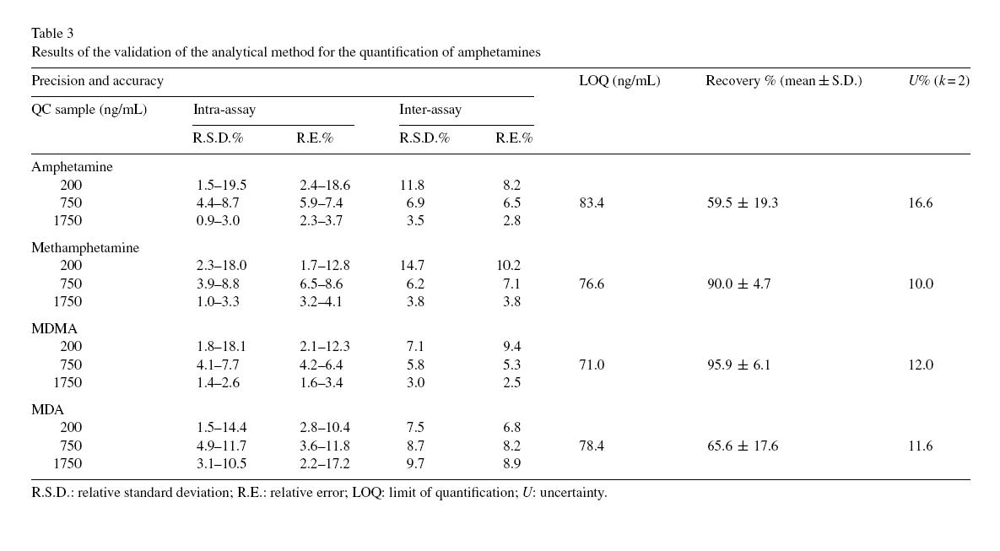 Table 3
Results of the validation of the analytical method for the quantification of amphetamines
Precision and accuracy LOQ (ng/mL) Recovery % (mean ± S.D.) U% (k = 2)
QC sample (ng/mL) Intra-assay Inter-assay
R.S.D.% R.E.% R.S.D.% R.E.%
Amphetamine
200 1.5–19.5 2.4–18.6 11.8 8.2
750 4.4–8.7 5.9–7.4 6.9 6.5 83.4 59.5 ± 19.3 16.6
1750 0.9–3.0 2.3–3.7 3.5 2.8
Methamphetamine
200 2.3–18.0 1.7–12.8 14.7 10.2
750 3.9–8.8 6.5–8.6 6.2 7.1 76.6 90.0 ± 4.7 10.0
1750 1.0–3.3 3.2–4.1 3.8 3.8
MDMA
200 1.8–18.1 2.1–12.3 7.1 9.4
750 4.1–7.7 4.2–6.4 5.8 5.3 71.0 95.9 ± 6.1 12.0
1750 1.4–2.6 1.6–3.4 3.0 2.5
MDA
200 1.5–14.4 2.8–10.4 7.5 6.8
750 4.9–11.7 3.6–11.8 8.7 8.2 78.4 65.6 ± 17.6 11.6
1750 3.1–10.5 2.2–17.2 9.7 8.9
R.S.D.: relative standard deviation; R.E.: relative error; LOQ: limit of quantification; U: uncertainty.